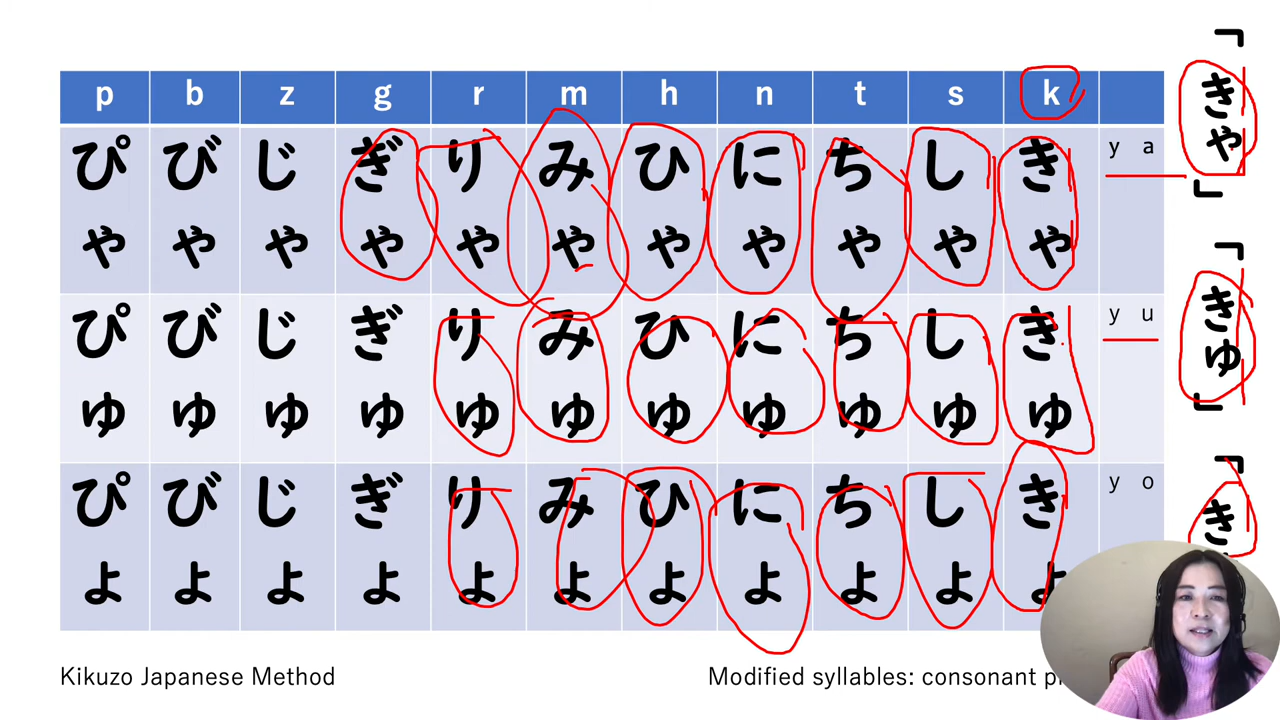 p b z g r m h n t s k
ぴ び じ ぎ り み ひ に ち し き y a
ゃ ゃ ゃ ゃ ゃ ゃ ゃ ゃ ゃ ゃ ゃ
ぴ び じ ぎ り み ひ に ち し き y u
ゅ ゅ ゅ ゅ ゅ ゅ ゅ ゅ ゅ ゅ ゅ
ぴ び じ ぎ り み ひ に ち し き y o
ょ ょ ょ ょ ょ ょ ょ ょ ょ ょ ょ
「きゃ」
「きゅ」
「き
Kikuzo Japanese Method
Modified syllables: consonant